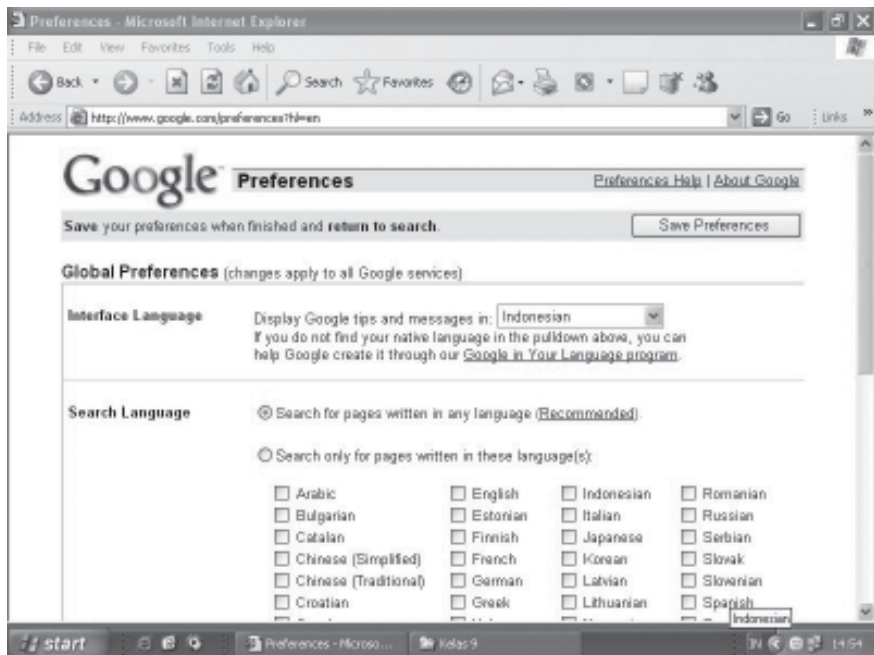 Preferences - Microsoft Internet Explorer
File Edit View Favorites Tools Help
Back Search Favorites
Address http://www.google.com/preferences?hl=en Go Links »
Google Preferences Preferences Help | About Google
Save your preferences when finished and return to search. Save Preferences
Global Preferences (changes apply to all Google services)
Interface Language Display Google tips and messages in: Indonesian
If you do not find your native language in the pulldown above, you can
help Google create it through our Google in Your Language program.
Search Language Search for pages written in any language (Recommended).
Search only for pages written in these language(s):
Arabic English Indonesian Romanian
Bulgarian Estonian Italian Russian
Catalan Finnish Japanese Serbian
Chinese (Simplified) French Korean Slovak
Chinese (Traditional) German Latvian Slovenian
Croatian Greek Lithuanian Spanish
Indonesian
start Preferences - Microso... Kelas 9 IN 14:54